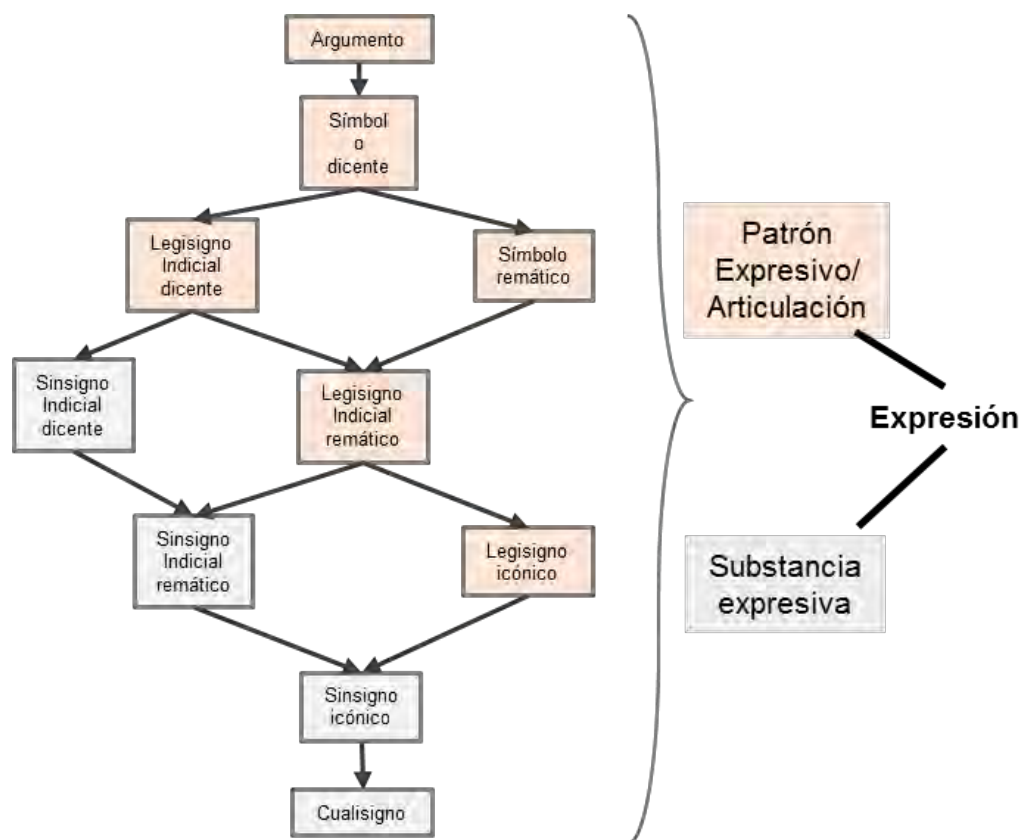 Argumento
Símbol
o
dicente
Legisigno
Indicial
dicente
Símbolo
remático
Sinsigno
Indicial
dicente
Legisigno
Indicial
remático
Sinsigno
Indicial
remático
Legisigno
icónico
Sinsigno
icónico
Cualisigno
Patrón
Expresivo/
Articulación
Expresión
Substancia
expresiva